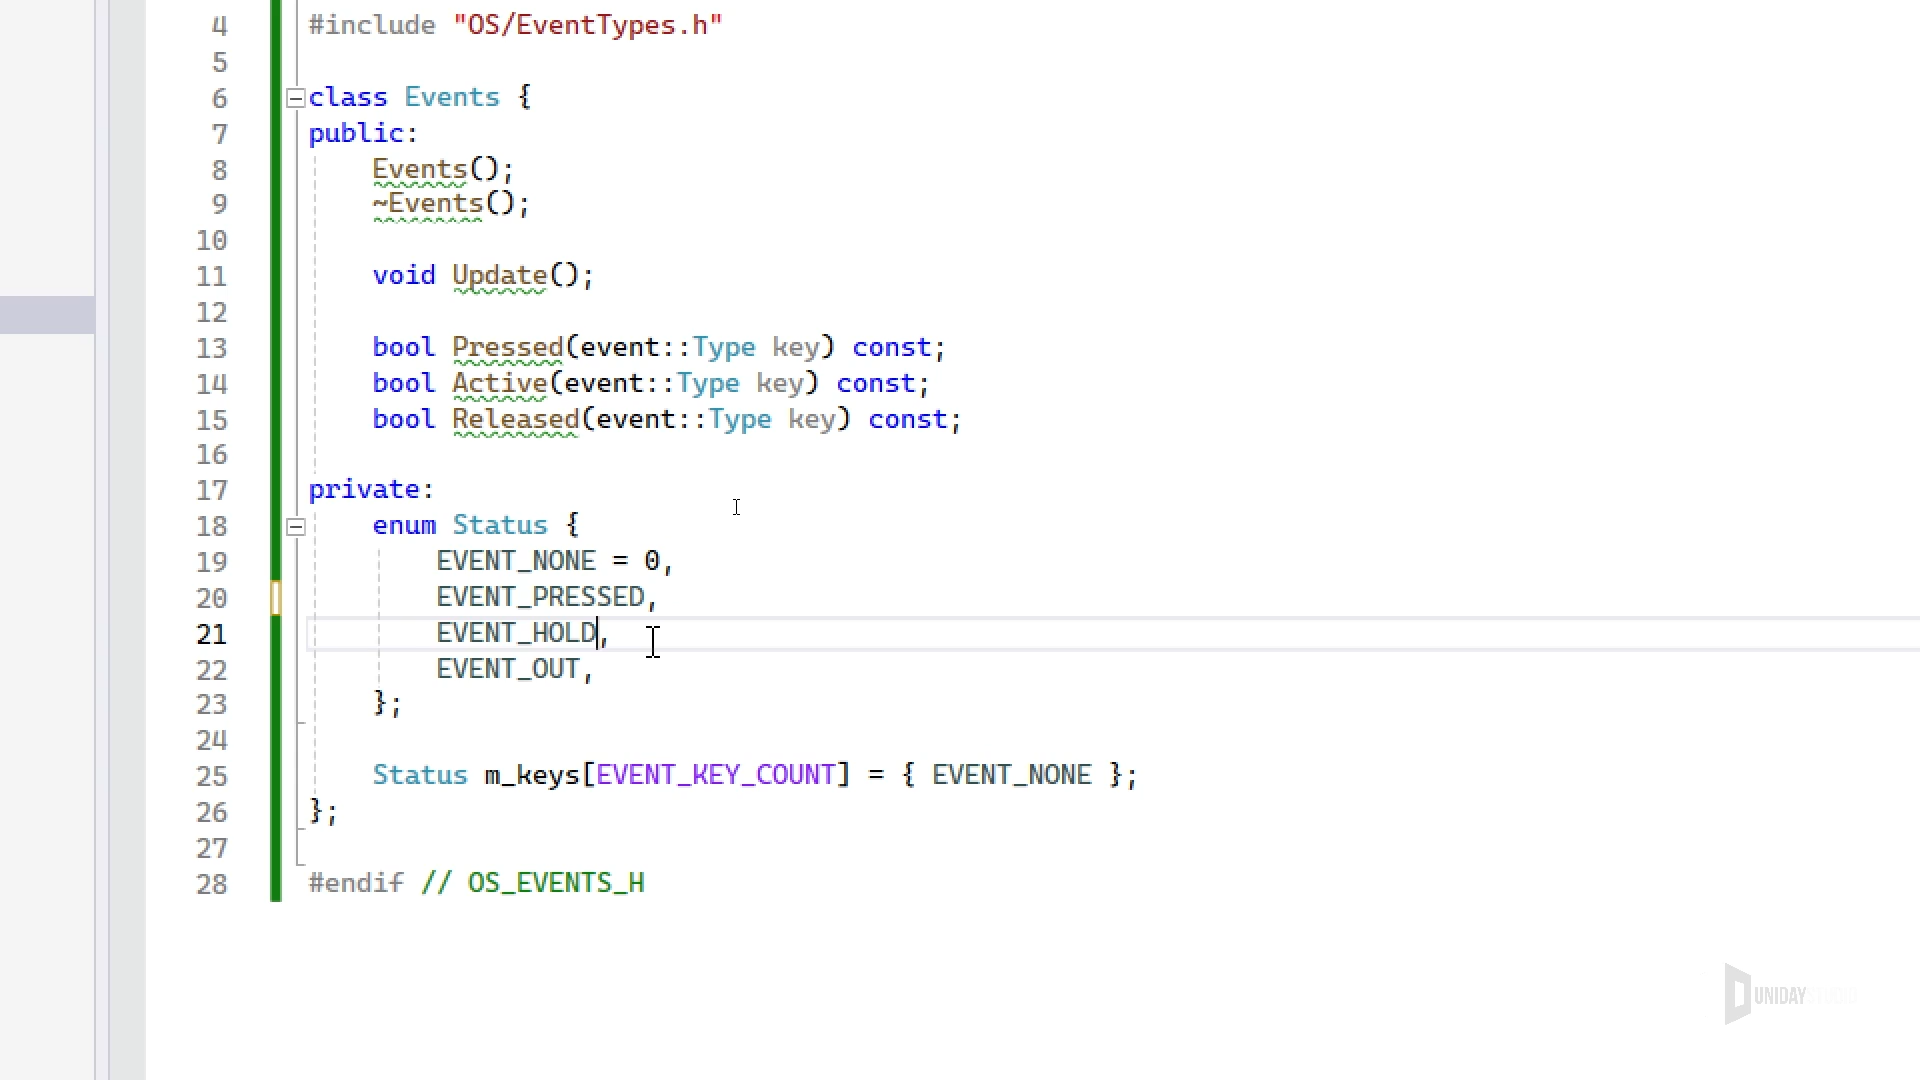 4 #include "OS/EventTypes.h"
5
6 class Events {
7 public:
8 Events();
9 ~Events();
10
11 void Update();
12
13 bool Pressed(event::Type key) const;
14 bool Active(event::Type key) const;
15 bool Released(event::Type key) const;
16
17 private:
18 enum Status {
19 EVENT_NONE = 0,
20 EVENT_PRESSED,
21 EVENT_HOLD,
22 EVENT_OUT,
23 };
24
25 Status m_keys[EVENT_KEY_COUNT] = { EVENT_NONE };
26 };
27
28 #endif // OS_EVENTS_H
UNIDAY